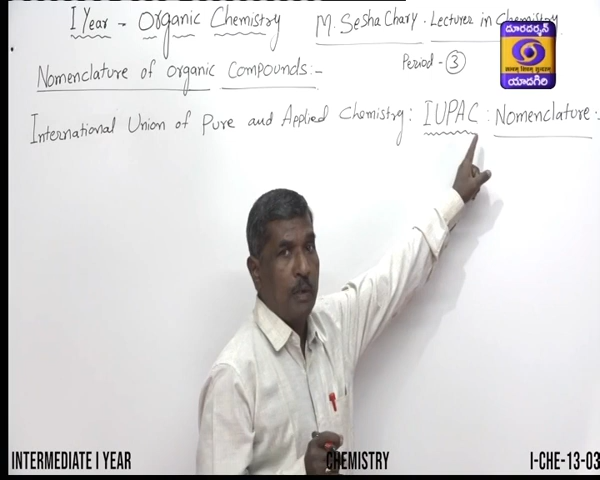 I Year - Organic Chemistry M. Sesha Chary. Lecturer in Chemistry.
దూరదర్శన్
యాదగిరి
Nomenclature of organic compounds:- Period - 3
International Union of Pure and Applied Chemistry: IUPAC: Nomenclature:-
INTERMEDIATE I YEAR CHEMISTRY I-CHE-13-03